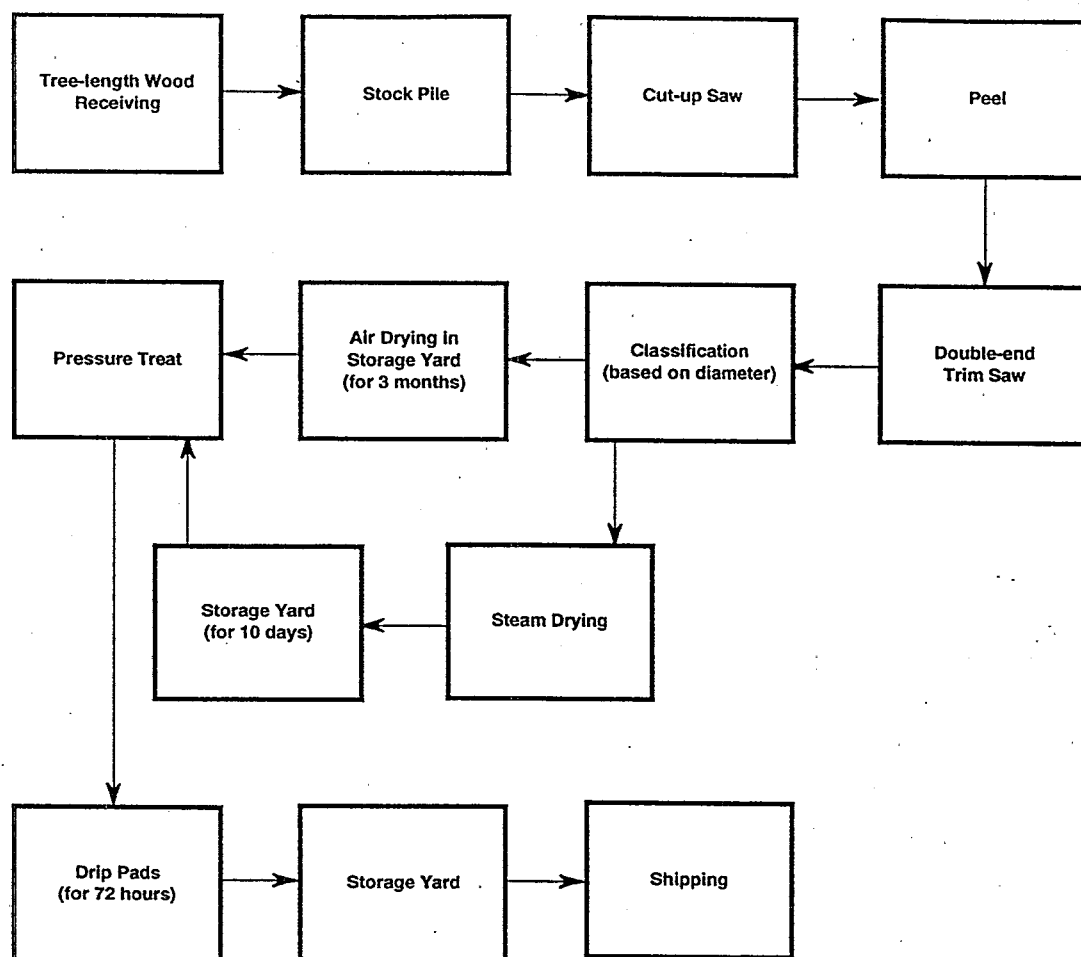 Tree-length Wood
Receiving
Stock Pile
Cut-up Saw
Peel
Pressure Treat
Air Drying in
Storage Yard
(for 3 months)
Classification
(based on diameter)
Double-end
Trim Saw
Storage Yard
(for 10 days)
Steam Drying
Drip Pads
(for 72 hours)
Storage Yard
Shipping